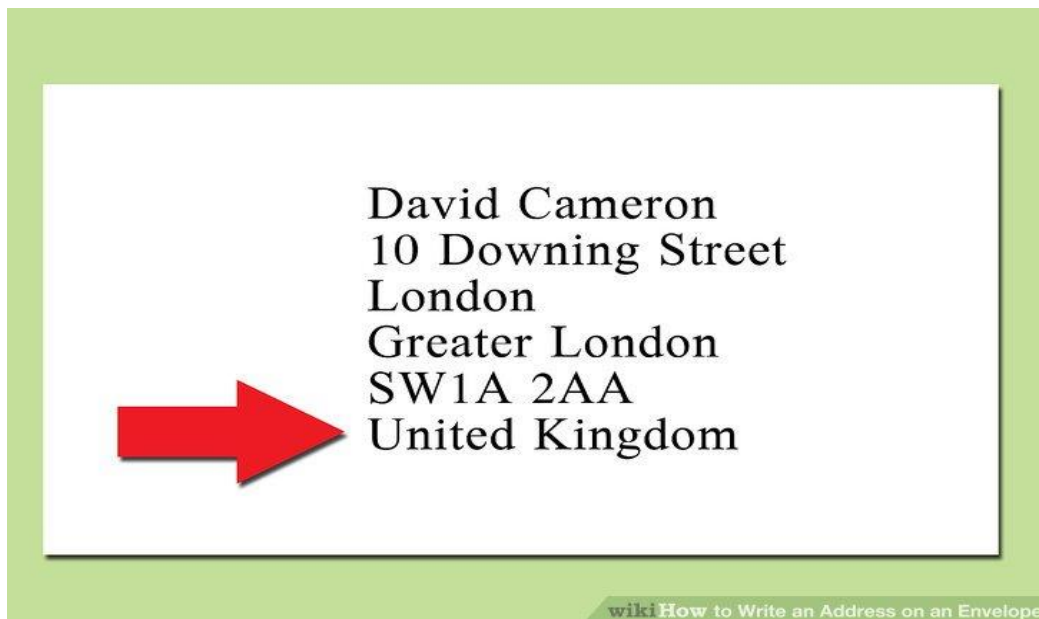 David Cameron
10 Downing Street
London
Greater London
SW1A 2AA
United Kingdom
wikiHow to Write an Address on an Envelope